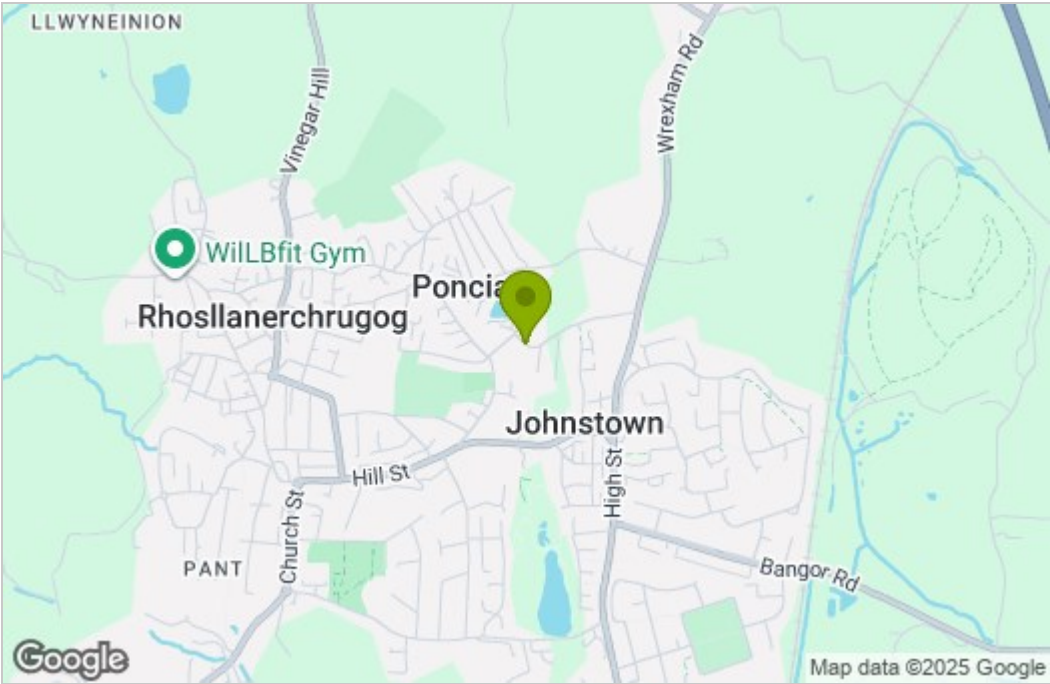 LLWYNEINION
Vinegar Hill
Wrexham Rd
WilLBfit Gym
Poncia
Rhosllanerchrugog
Johnstown
Hill St
High St
Church St
PANT
Bangor Rd
Google
Map data ©2025 Google